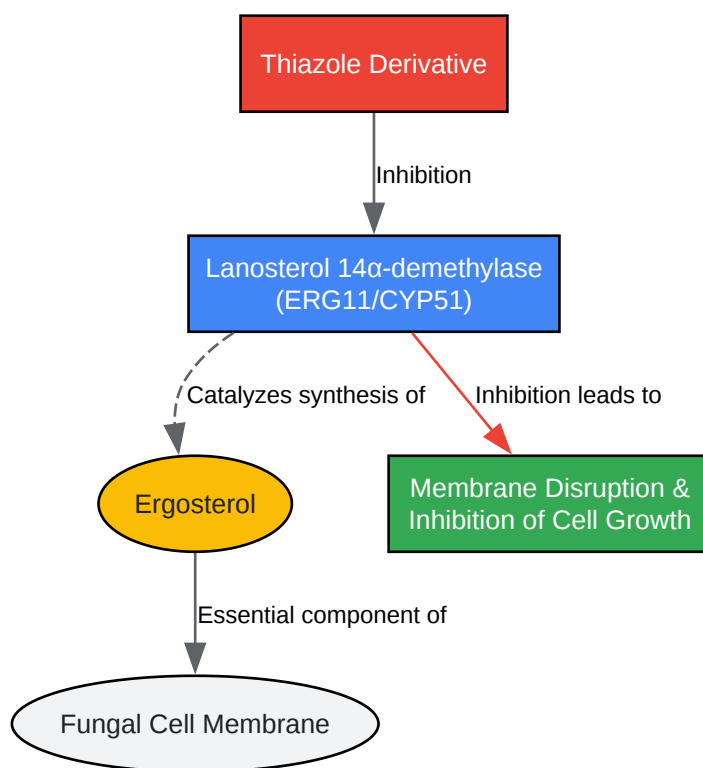 Thiazole Derivative
Inhibition
Lanosterol 14α-demethylase
(ERG11/CYP51)
Catalyzes synthesis of
Inhibition leads to
Ergosterol
Membrane Disruption &
Inhibition of Cell Growth
Essential component of
Fungal Cell Membrane